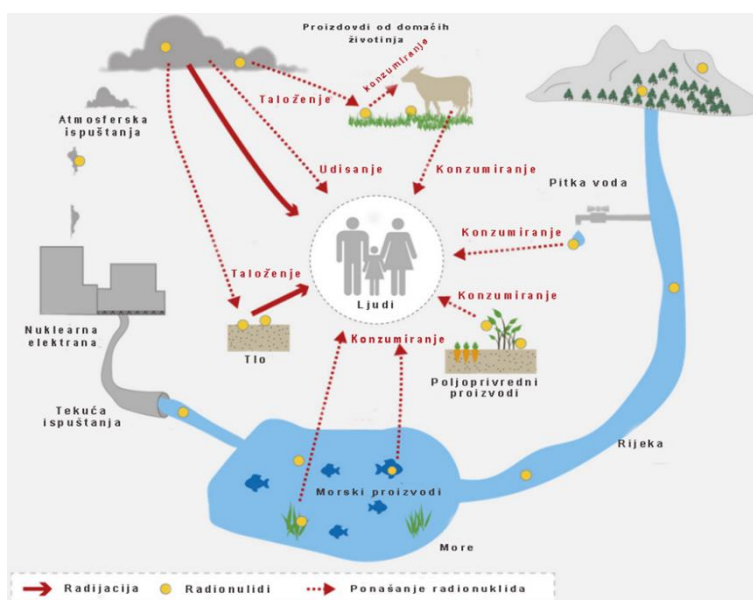 Proizdovdi od domaćih
životinja
konzumiranje
Taloženje
Atmosferska
ispuštanja
Udisanje
Konzumiranje
Pitka voda
Konzumiranje
Taloženje
Ljudi
Konzumiranje
Nuklearna
elektrana
Tlo
Konzumiranje
Poljoprivredni
proizvodi
Tekuća
ispuštanja
Rijeka
Morski proizvodi
More
Radijacija
Radionulidi
Ponašanje radionuklida